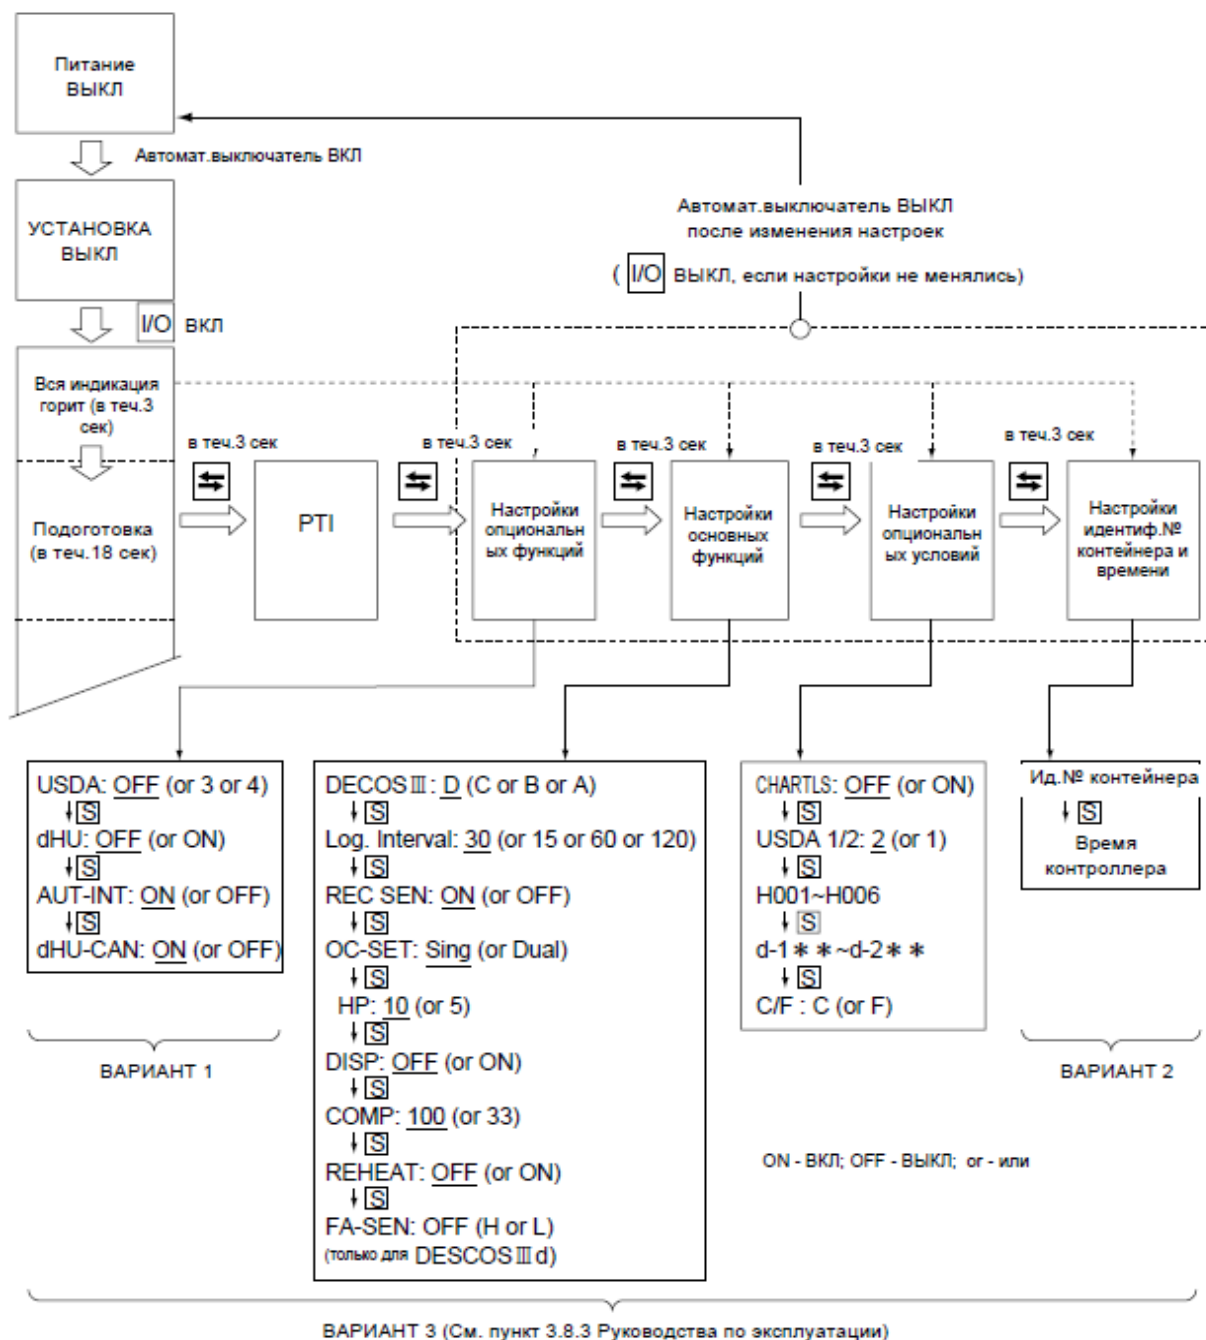 Питание
ВЫКЛ
Автомат.выключатель ВКЛ
УСТАНОВКА
ВЫКЛ
Автомат.выключатель ВЫКЛ
после изменения настроек
( I/O ВЫКЛ, если настройки не менялись)
I/O ВКЛ
Вся индикация
горит (в теч.3
сек)
в теч.3 сек
в теч.3 сек
в теч.3 сек
в теч.3 сек
в теч.3 сек
Подоготовка
(в теч.18 сек)
PTI
Настройки
опциональн
ых функций
Настройки
основных
функций
Настройки
опциональн
ых условий
Настройки
идентиф.№
контейнера и
времени
USDA: OFF (or 3 or 4)
S
dHU: OFF (or ON)
S
AUT-INT: ON (or OFF)
S
dHU-CAN: ON (or OFF)
ВАРИАНТ 1
DECOSⅢ: D (C or B or A)
S
Log. Interval: 30 (or 15 or 60 or 120)
S
REC SEN: ON (or OFF)
S
OC-SET: Sing (or Dual)
S
HP: 10 (or 5)
S
DISP: OFF (or ON)
S
COMP: 100 (or 33)
S
REHEAT: OFF (or ON)
S
FA-SEN: OFF (H or L)
(только для DESCOSⅢd)
CHARTLS: OFF (or ON)
S
USDA 1/2: 2 (or 1)
S
H001~H006
S
d-1＊＊~d-2＊＊
S
C/F : C (or F)
Ид.№ контейнера
S
Время
контроллера
ВАРИАНТ 2
ON - ВКЛ; OFF - ВЫКЛ; or - или
ВАРИАНТ 3 (См. пункт 3.8.3 Руководства по эксплуатации)